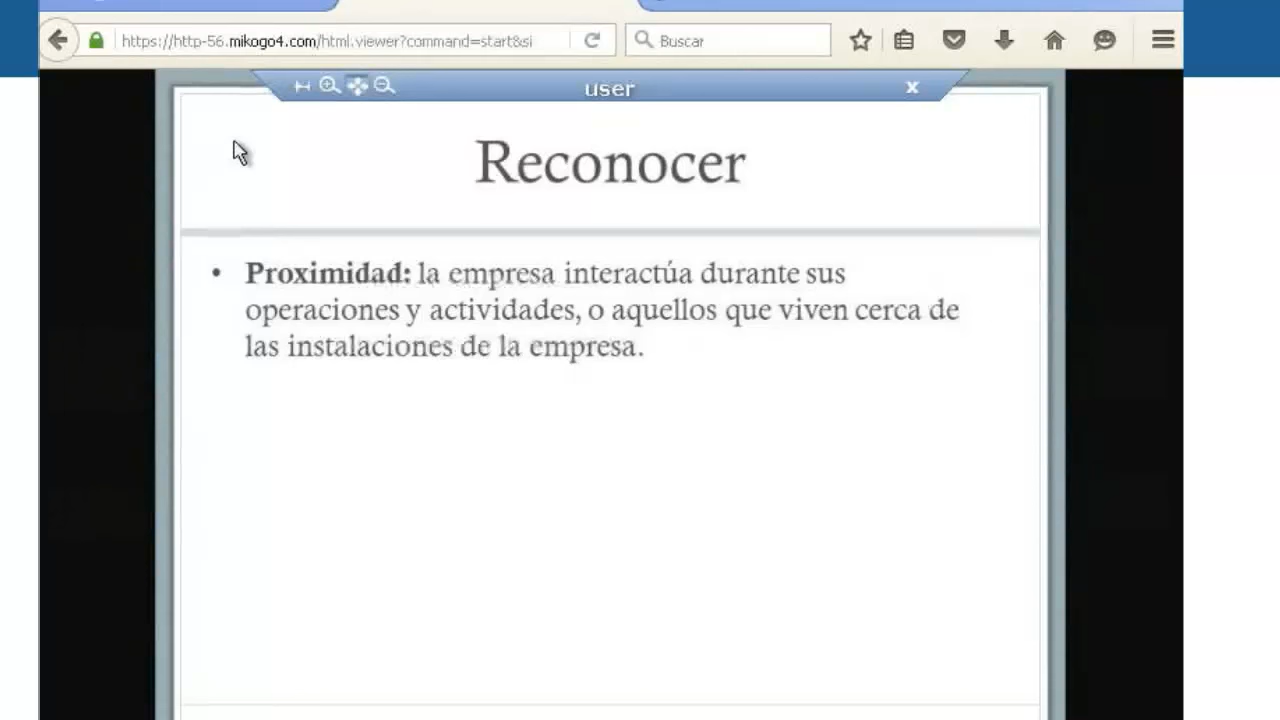 https://http-56.mikogo4.com/html.viewer?command=start&si
Buscar
user
x
Reconocer
• Proximidad: la empresa interactúa durante sus
operaciones y actividades, o aquellos que viven cerca de
las instalaciones de la empresa.